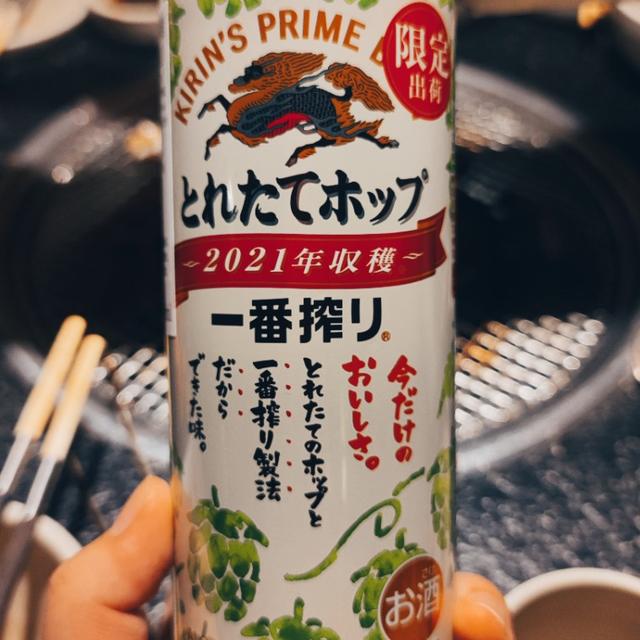 KIRIN'S PRIME
限定
出荷
とれたてホップ
~2021年収穫~
一番搾り®
今だけの
おいしさ。
とれたてのホップと
一番搾り製法
だから
できた味。
お酒